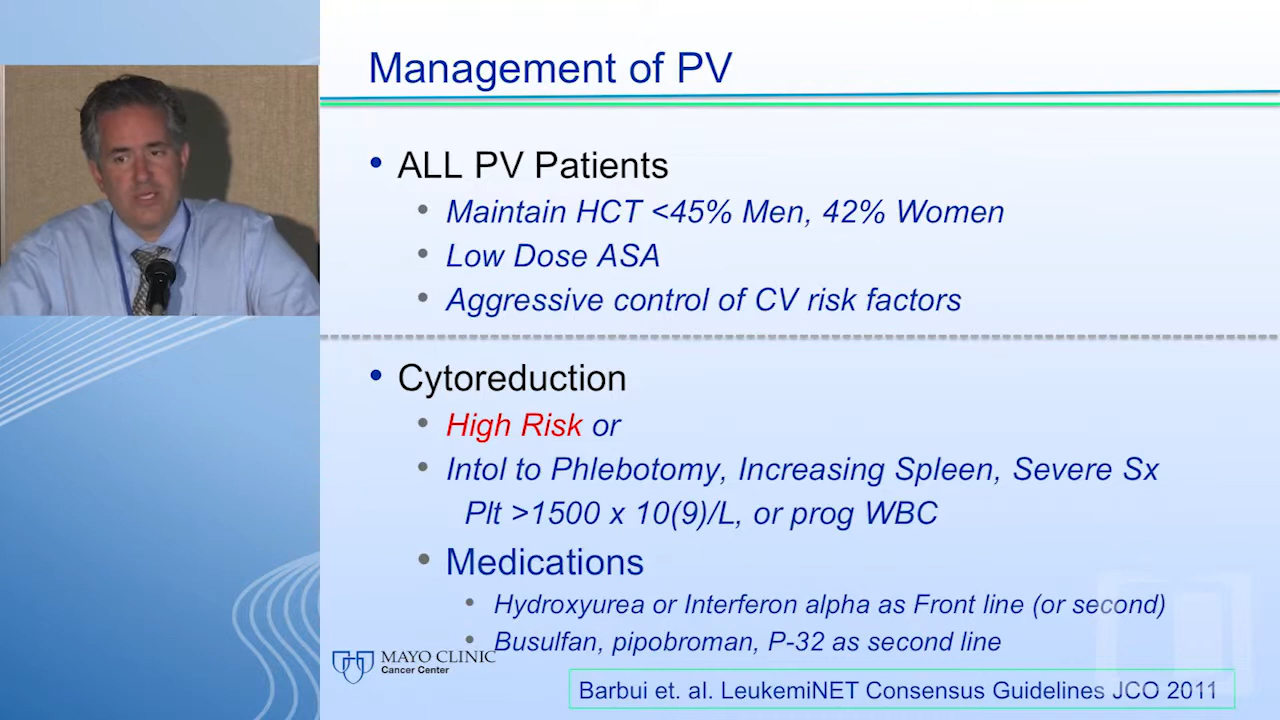 Management of PV
• ALL PV Patients
• Maintain HCT <45% Men, 42% Women
• Low Dose ASA
• Aggressive control of CV risk factors
• Cytoreduction
• High Risk or
• Intol to Phlebotomy, Increasing Spleen, Severe Sx
Plt >1500 x 10(9)/L, or prog WBC
• Medications
• Hydroxyurea or Interferon alpha as Front line (or second)
• Busulfan, pipobroman, P-32 as second line
MAYO CLINIC
Cancer Center
Barbui et. al. LeukemiNET Consensus Guidelines JCO 2011